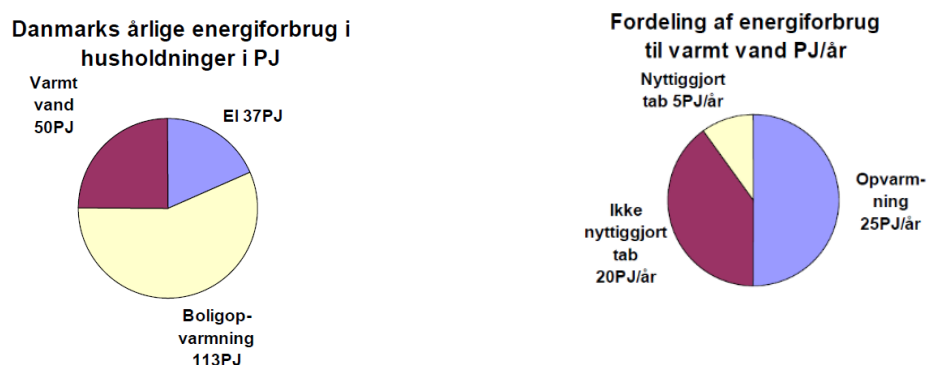 Danmarks årlige energiforbrug i
husholdninger i PJ
Varmt
vand
50PJ
El 37PJ
Boligop-
varmning
113PJ
Fordeling af energiforbrug
til varmt vand PJ/år
Nyttiggjort
tab 5PJ/år
Opvarm-
ning
25PJ/år
Ikke
nyttiggjort
tab
20PJ/år